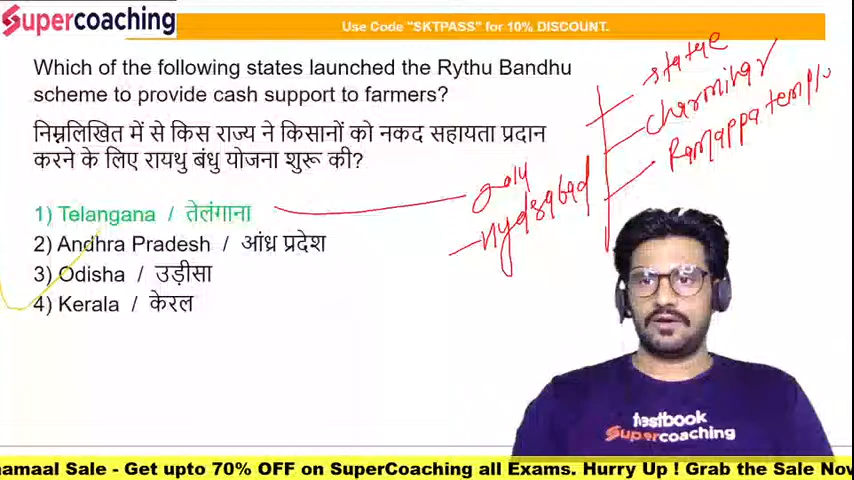 Supercoaching
Use Code "SKTPASS" for 10% DISCOUNT.
Which of the following states launched the Rythu Bandhu
scheme to provide cash support to farmers?
निम्नलिखित में से किस राज्य ने किसानों को नकद सहायता प्रदान
करने के लिए रायथु बंधु योजना शुरू की?
statue
charminar
Ramappa temple
Hyderabad
1) Telangana / तेलंगाना
2) Andhra Pradesh / आंध्र प्रदेश
3) Odisha / उड़ीसा
4) Kerala / केरल
testbook
Supercoaching
amaal Sale - Get upto 70% OFF on SuperCoaching all Exams. Hurry Up ! Grab the Sale Now